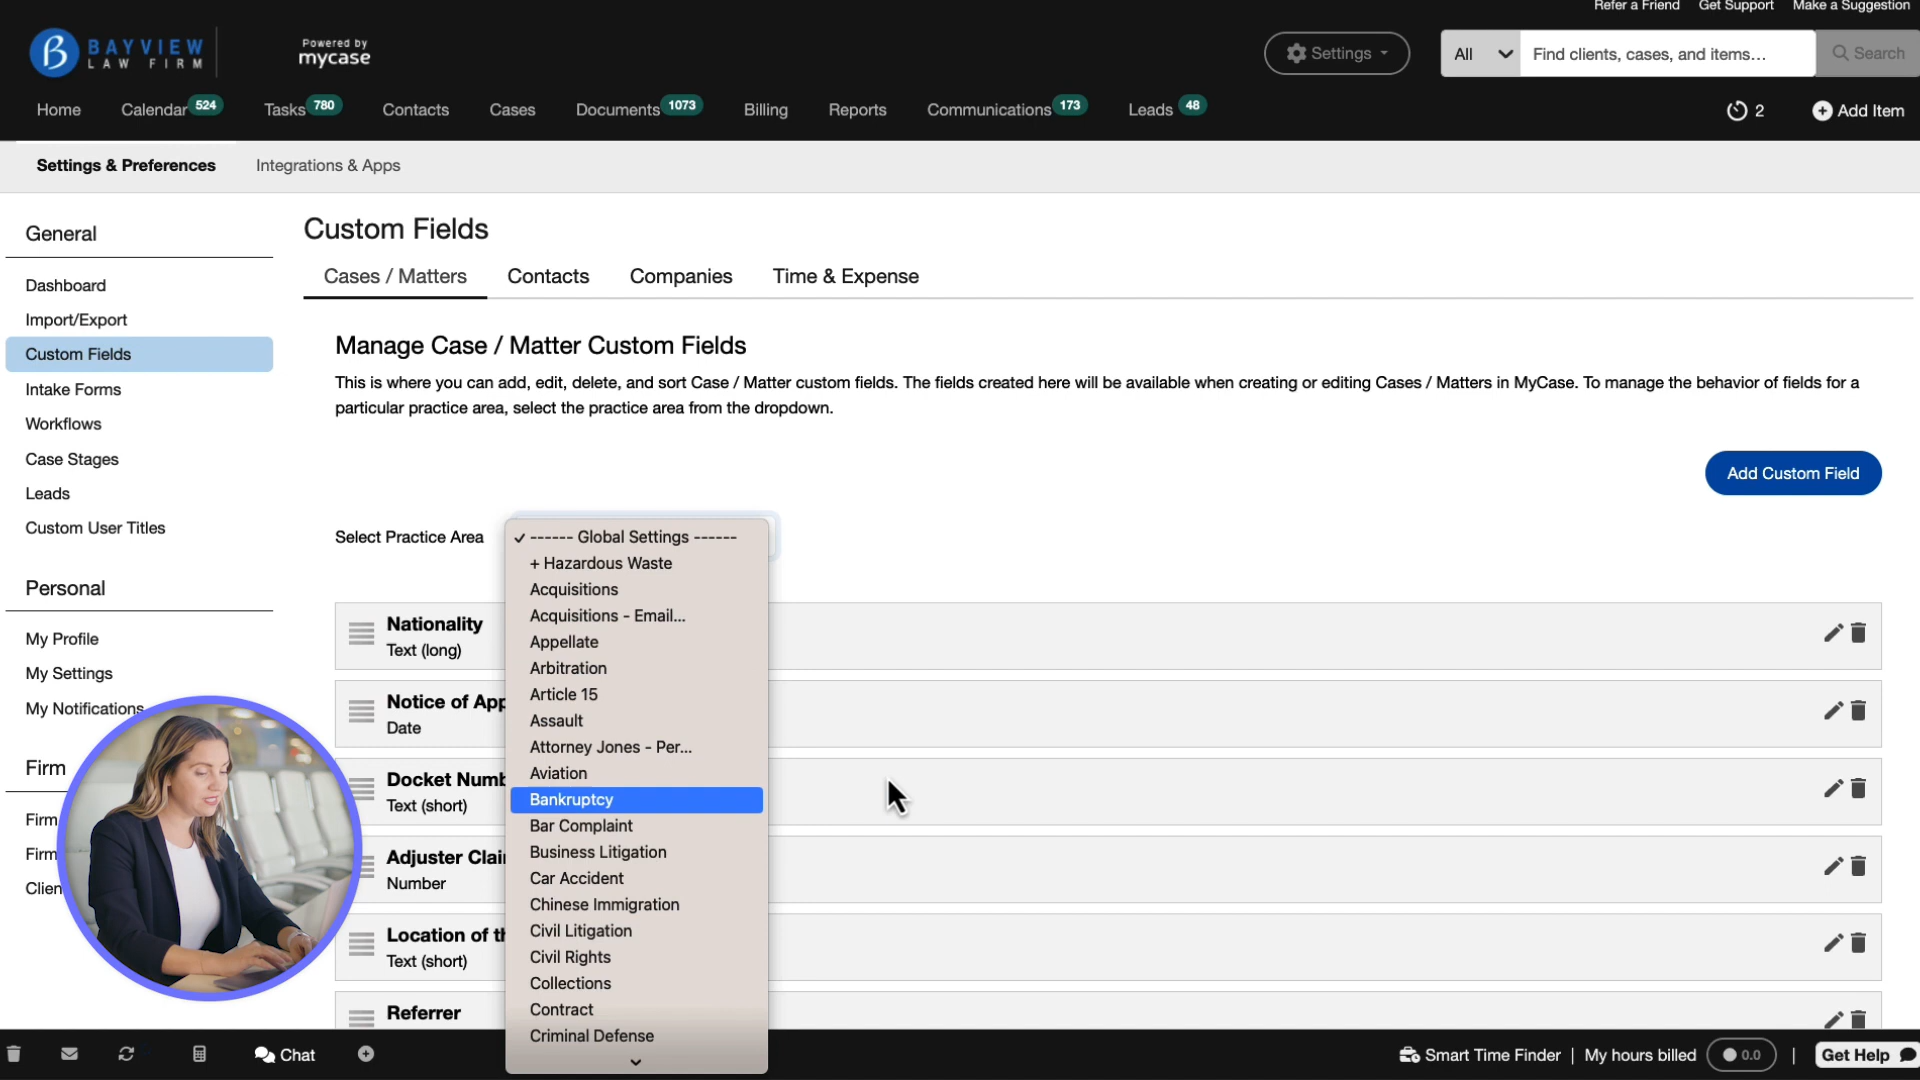 Refer a Friend Get Support Make a Suggestion
B BAYVIEW
LAW FIRM
Powered by
mycase
Settings
All
Find clients, cases, and items...
Search
Home
Calendar 524
Tasks 780
Contacts
Cases
Documents 1073
Billing
Reports
Communications 173
Leads 48
2
Add Item
Settings & Preferences
Integrations & Apps
General
Dashboard
Import/Export
Custom Fields
Intake Forms
Workflows
Case Stages
Leads
Custom User Titles
Personal
My Profile
My Settings
My Notifications
Firm
Firm
Firm
Clien
Custom Fields
Cases / Matters
Contacts
Companies
Time & Expense
Manage Case / Matter Custom Fields
This is where you can add, edit, delete, and sort Case / Matter custom fields. The fields created here will be available when creating or editing Cases / Matters in MyCase. To manage the behavior of fields for a
particular practice area, select the practice area from the dropdown.
Add Custom Field
Select Practice Area
✓ ------ Global Settings ------
+ Hazardous Waste
Acquisitions
Acquisitions - Email...
Appellate
Arbitration
Article 15
Assault
Attorney Jones - Per...
Aviation
Bankruptcy
Bar Complaint
Business Litigation
Car Accident
Chinese Immigration
Civil Litigation
Civil Rights
Collections
Contract
Criminal Defense
Nationality
Text (long)
Notice of App
Date
Docket Numb
Text (short)
Adjuster Clai
Number
Location of th
Text (short)
Referrer
Chat
Smart Time Finder | My hours billed 0.0 |
Get Help